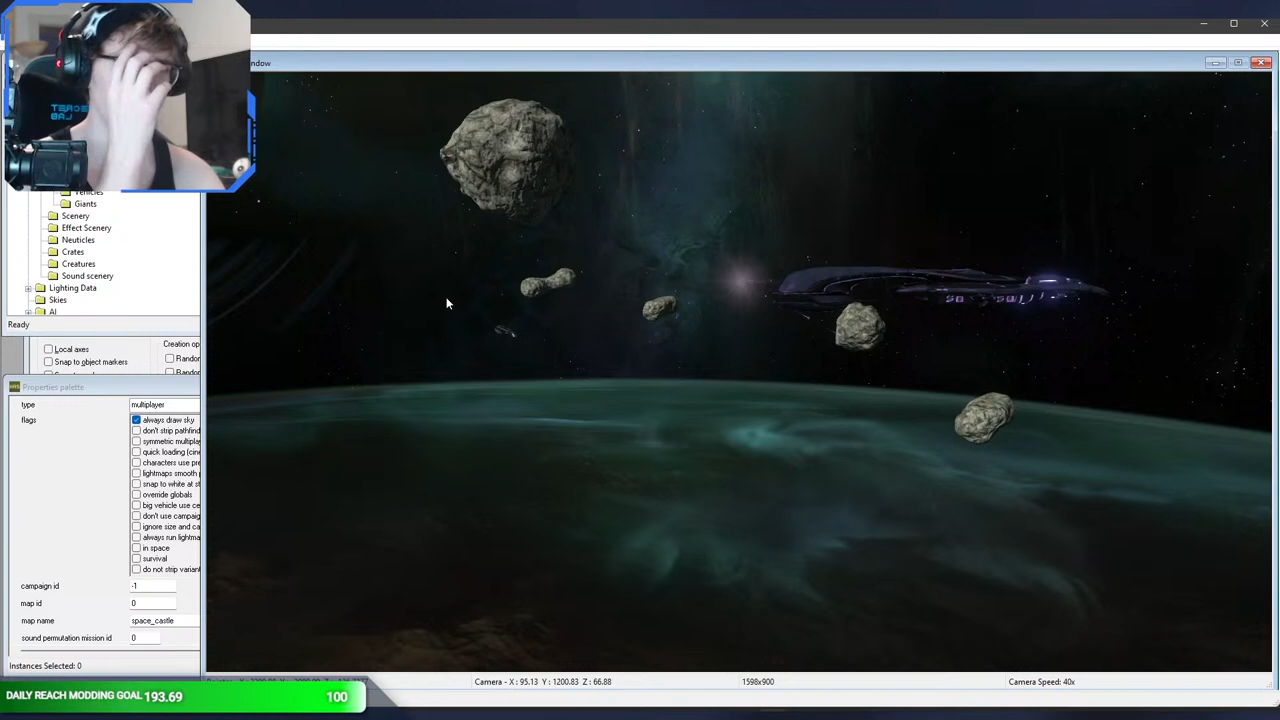 ndow
TECRET
LAB
Vehicles
Giants
Scenery
Effect Scenery
Neuticles
Crates
Creatures
Sound scenery
Lighting Data
Skies
AI
Ready
Local axes
Snap to object markers
Creation op
Random
Properties palette
type
multiplayer
flags
always draw sky
don't strip pathfind
symmetric multiplay
quick loading (cine
characters use pre
lightmaps smooth p
snap to white at st
override globals
big vehicle use ce
don't use campaig
ignore size and ca
always run lightma
in space
survival
do not strip variant
campaign id
-1
map id
0
map name
space_castle
sound permutation mission id
0
Instances Selected: 0
Camera - X : 95.13 Y : 1200.83 Z : 66.88
1598x900
Camera Speed: 40x
DAILY REACH MODDING GOAL 193.69
100